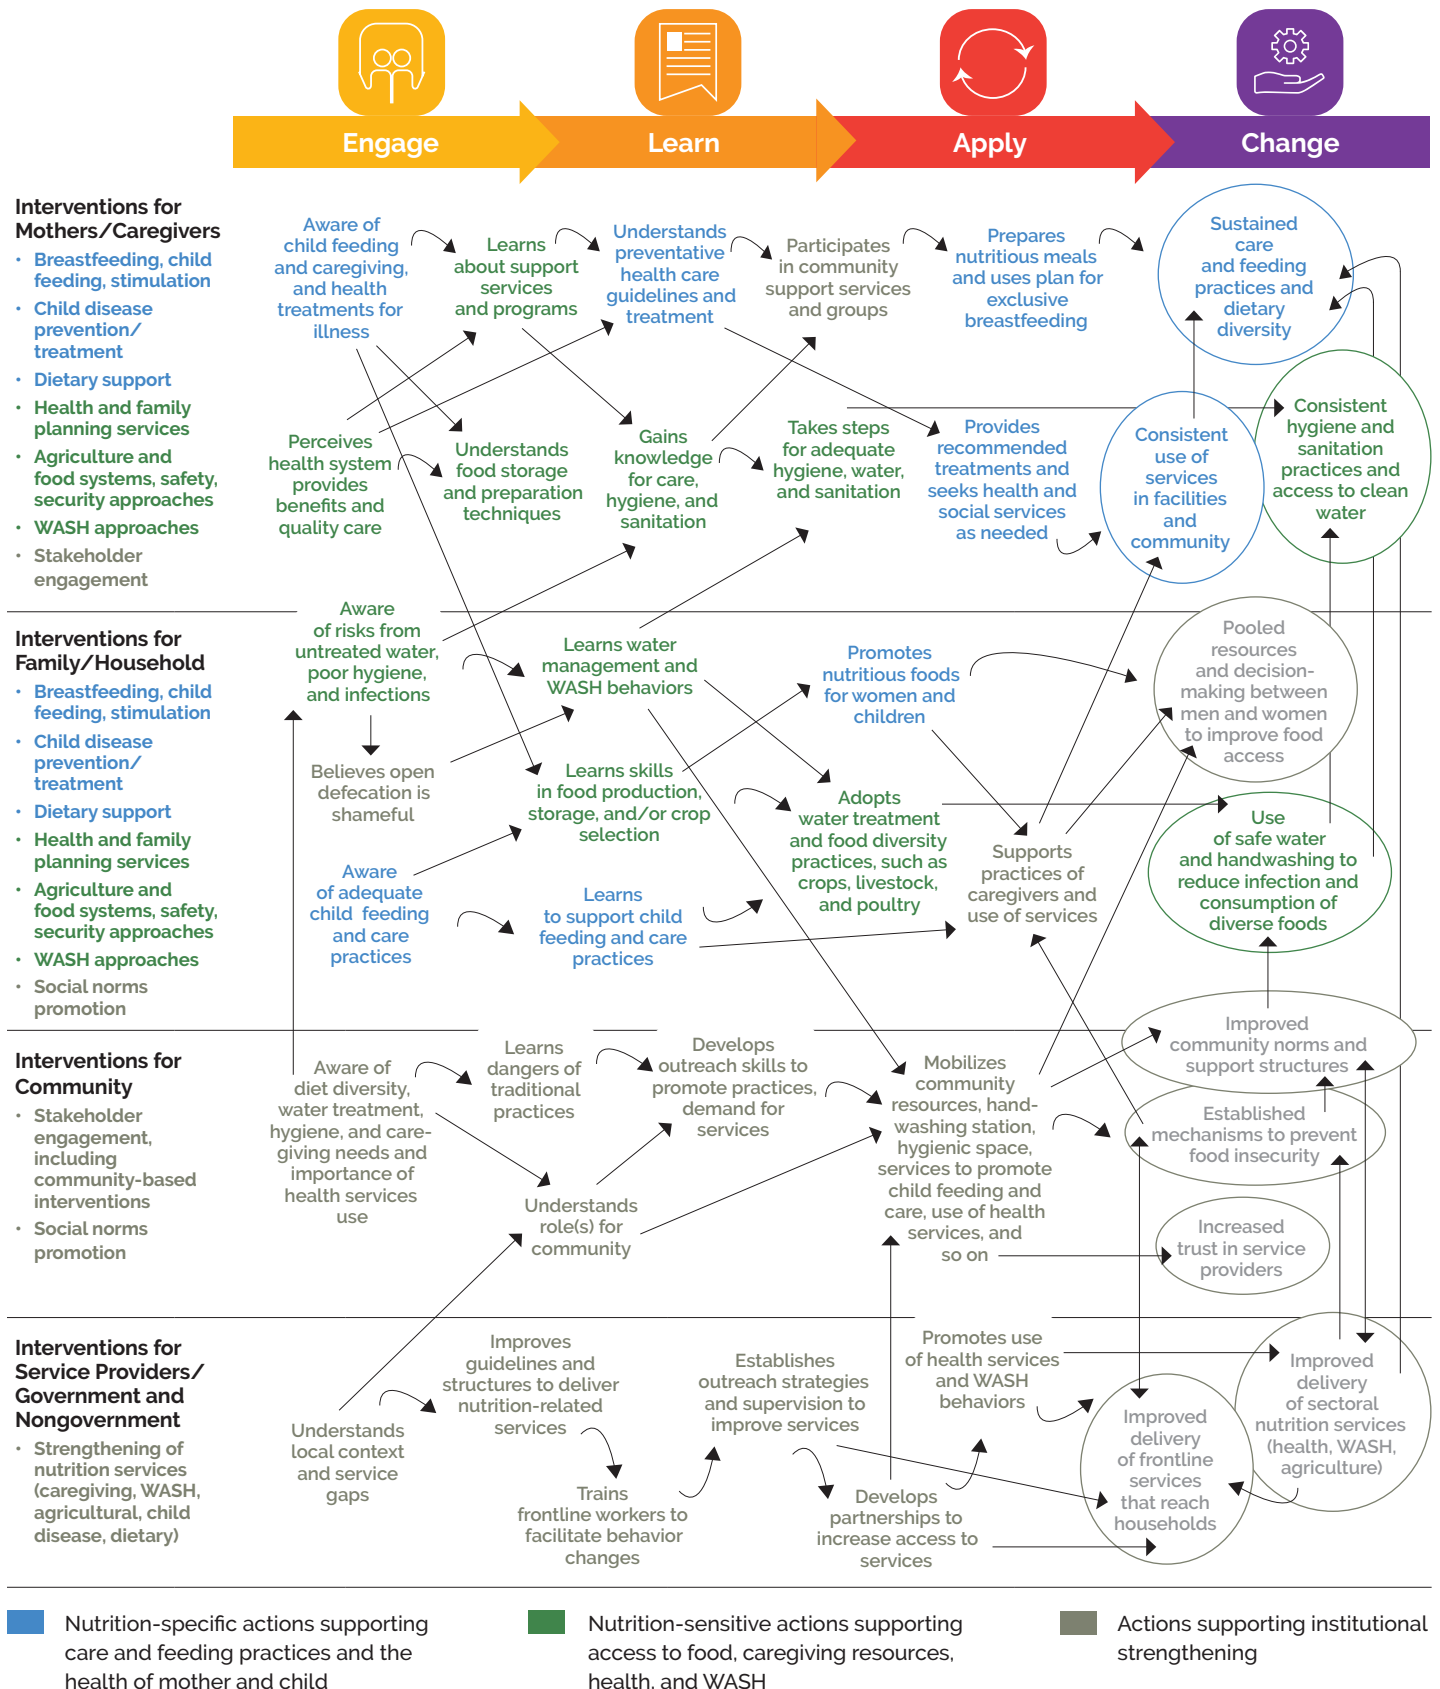 Engage
Learn
Apply
Change
Interventions for
Mothers/Caregivers
• Breastfeeding, child
feeding, stimulation
• Child disease
prevention/
treatment
• Dietary support
• Health and family
planning services
• Agriculture and
food systems, safety,
security approaches
• WASH approaches
• Stakeholder
engagement
Aware of
child feeding
and caregiving,
and health
treatments for
illness
Learns
about support
services
and programs
Understands
preventative
health care
guidelines and
treatment
Participates
in community
support services
and groups
Prepares
nutritious meals
and uses plan for
exclusive
breastfeeding
Sustained
care
and feeding
practices and
dietary
diversity
Perceives
health system
provides
benefits and
quality care
Understands
food storage
and preparation
techniques
Gains
knowledge
for care,
hygiene, and
sanitation
Takes steps
for adequate
hygiene, water,
and sanitation
Provides
recommended
treatments and
seeks health and
social services
as needed
Consistent
use of
services
in facilities
and
community
Consistent
hygiene and
sanitation
practices and
access to clean
water
Interventions for
Family/Household
• Breastfeeding, child
feeding, stimulation
• Child disease
prevention/
treatment
• Dietary support
• Health and family
planning services
• Agriculture and
food systems, safety,
security approaches
• WASH approaches
• Social norms
promotion
Aware
of risks from
untreated water,
poor hygiene,
and infections
Believes open
defecation is
shameful
Aware
of adequate
child feeding
and care
practices
Learns water
management and
WASH behaviors
Learns skills
in food production,
storage, and/or crop
selection
Learns
to support child
feeding and care
practices
Promotes
nutritious foods
for women and
children
Adopts
water treatment
and food diversity
practices, such as
crops, livestock,
and poultry
Supports
practices of
caregivers and
use of services
Pooled
resources
and decision-
making between
men and women
to improve food
access
Use
of safe water
and handwashing to
reduce infection and
consumption of
diverse foods
Interventions for
Community
• Stakeholder
engagement,
including
community-based
interventions
• Social norms
promotion
Aware of
diet diversity,
water treatment,
hygiene, and care-
giving needs and
importance of
health services
use
Learns
dangers of
traditional
practices
Understands
role(s) for
community
Develops
outreach skills to
promote practices,
demand for
services
Mobilizes
community
resources, hand-
washing station,
hygienic space,
services to promote
child feeding and
care, use of health
services, and
so on
Improved
community norms and
support structures
Established
mechanisms to prevent
food insecurity
Increased
trust in service
providers
Interventions for
Service Providers/
Government and
Nongovernment
• Strengthening of
nutrition services
(caregiving, WASH,
agricultural, child
disease, dietary)
Understands
local context
and service
gaps
Improves
guidelines and
structures to deliver
nutrition-related
services
Trains
frontline workers to
facilitate behavior
changes
Establishes
outreach strategies
and supervision to
improve services
Develops
partnerships to
increase access to
services
Promotes use
of health services
and WASH
behaviors
Improved
delivery
of frontline
services
that reach
households
Improved
delivery
of sectoral
nutrition services
(health, WASH,
agriculture)
Nutrition-specific actions supporting
care and feeding practices and the
health of mother and child
Nutrition-sensitive actions supporting
access to food, caregiving resources,
health, and WASH
Actions supporting institutional
strengthening